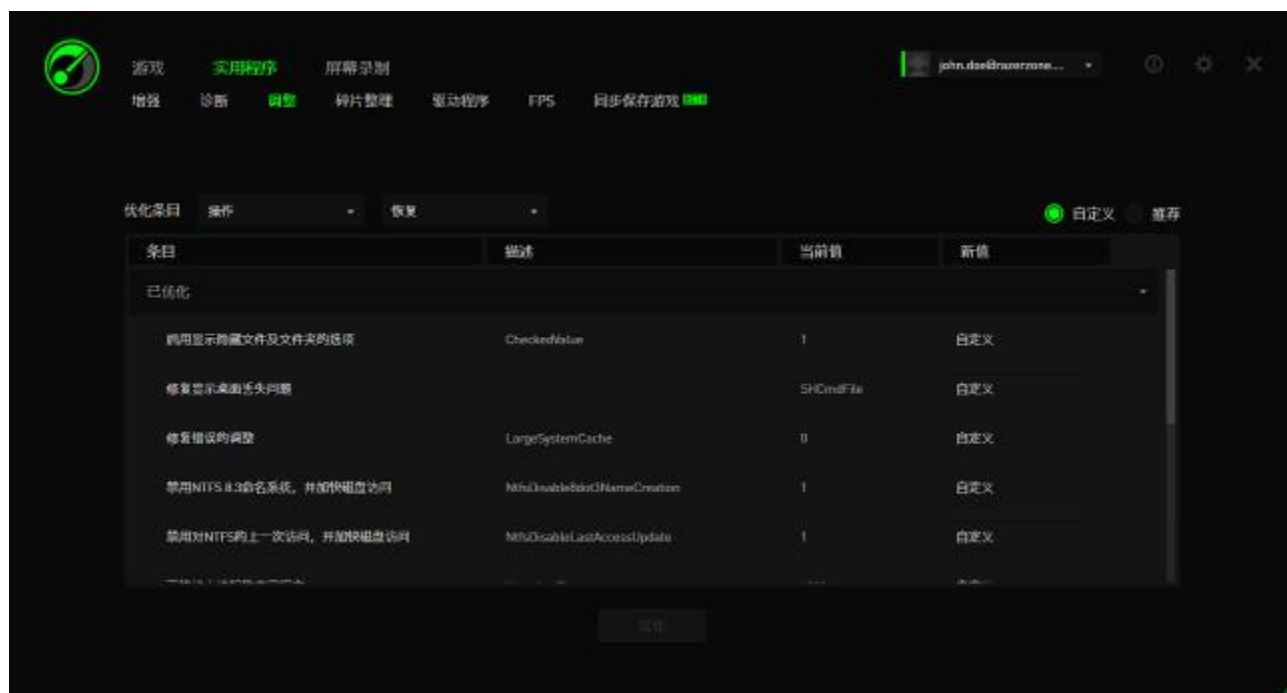 游戏 实用程序 屏幕录制 john.doe@razerzone....
增强 诊断 调整 碎片整理 驱动程序 FPS 同步保存游戏
优化条目 操作 恢复 自定义 推荐
条目 描述 当前值 新值
已优化
启用显示隐藏文件及文件夹的选项 CheckedValue 1 自定义
修复显示桌面丢失问题 SHCmdFile 自定义
修复错误的调整 LargeSystemCache 0 自定义
禁用NTFS 8.3命名系统，并加快磁盘访问 NtfsDisable8dot3NameCreation 1 自定义
禁用对NTFS的上一次访问，并加快磁盘访问 NtfsDisableLastAccessUpdate 1 自定义
优化